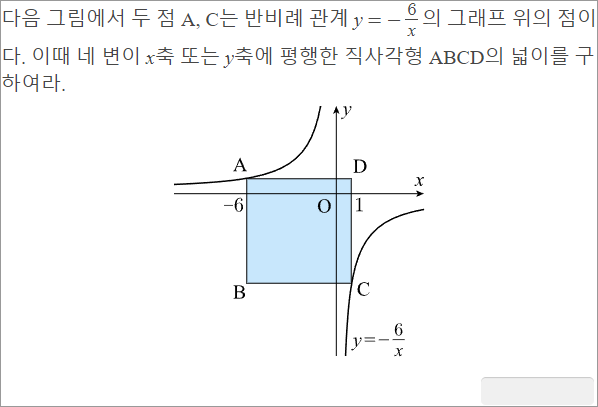 다음 그림에서 두 점 A, C는 반비례 관계 y = -6/x 의 그래프 위의 점이
다. 이때 네 변이 x축 또는 y축에 평행한 직사각형 ABCD의 넓이를 구
하여라.
y
A D
x
-6 O 1
B C
y=-6/x